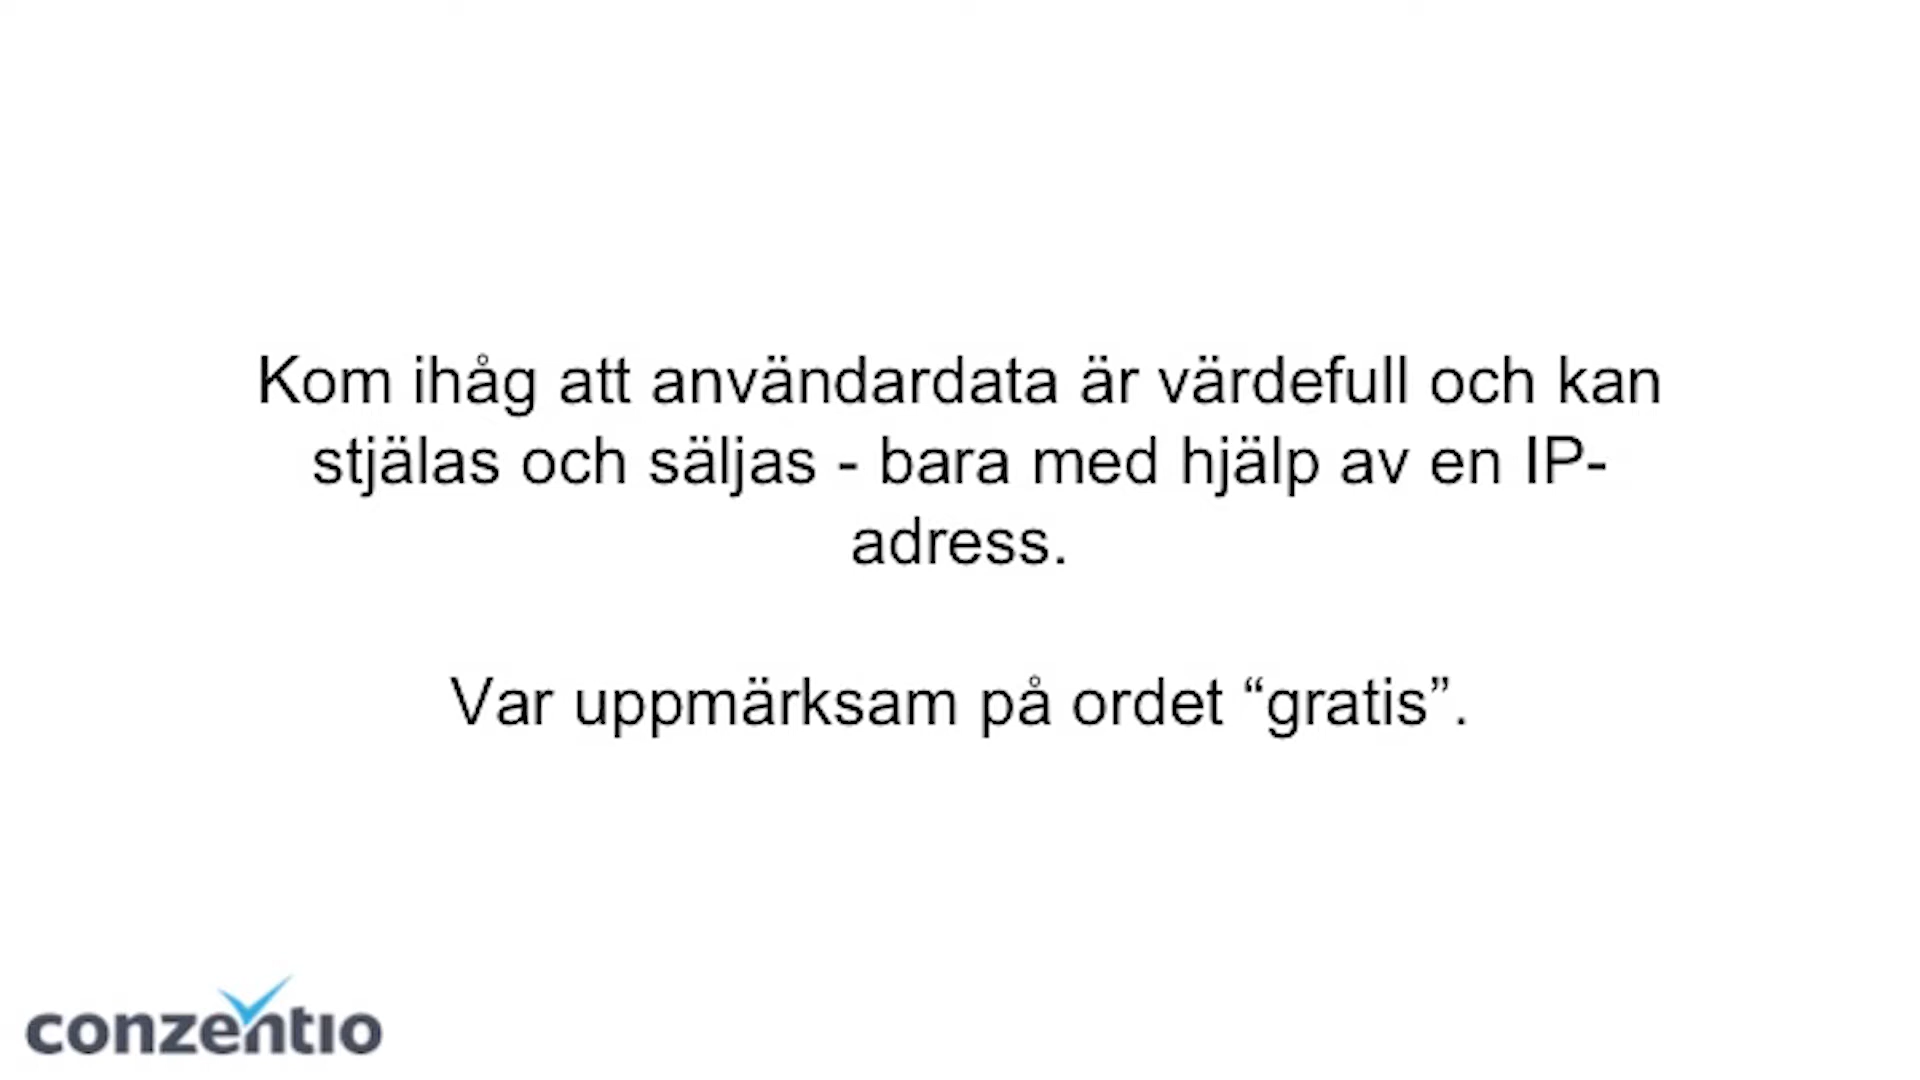 Kom ihåg att användardata är värdefull och kan
stjälas och säljas - bara med hjälp av en IP-
adress.
Var uppmärksam på ordet “gratis”.
conzentio